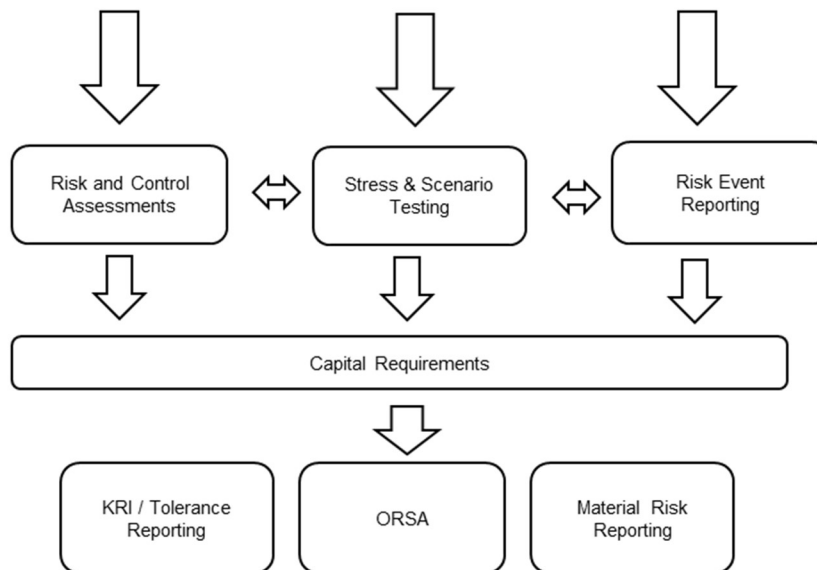 Risk and Control
Assessments
Stress & Scenario
Testing
Risk Event
Reporting
Capital Requirements
KRI / Tolerance
Reporting
ORSA
Material Risk
Reporting